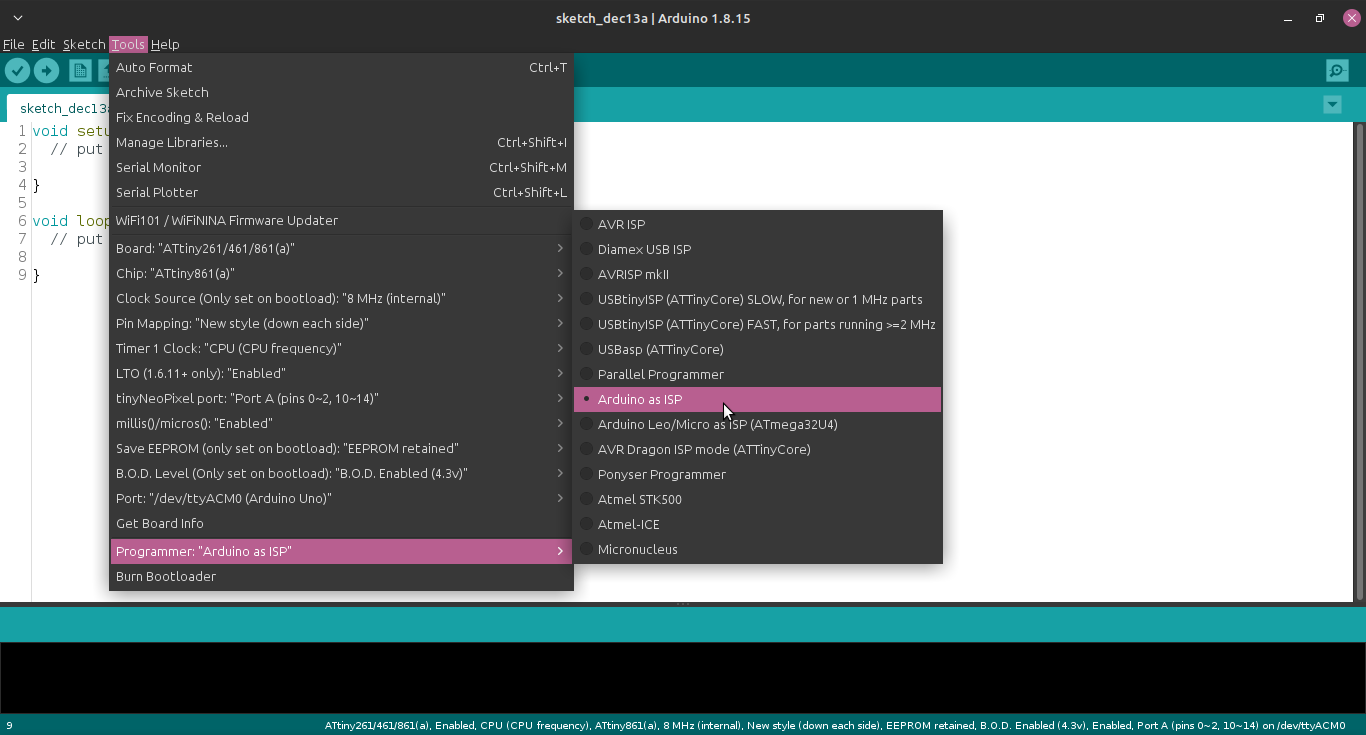 sketch_dec13a | Arduino 1.8.15
File Edit Sketch Tools Help
Auto Format Ctrl+T
Archive Sketch
Fix Encoding & Reload
Manage Libraries... Ctrl+Shift+I
Serial Monitor Ctrl+Shift+M
Serial Plotter Ctrl+Shift+L
WiFi101 / WiFiNINA Firmware Updater
Board: "ATtiny261/461/861(a)"
Chip: "ATtiny861(a)"
Clock Source (Only set on bootload): "8 MHz (internal)"
Pin Mapping: "New style (down each side)"
Timer 1 Clock: "CPU (CPU frequency)"
LTO (1.6.11+ only): "Enabled"
tinyNeoPixel port: "Port A (pins 0~2, 10~14)"
millis()/micros(): "Enabled"
Save EEPROM (only set on bootload): "EEPROM retained"
B.O.D. Level (Only set on bootload): "B.O.D. Enabled (4.3v)"
Port: "/dev/ttyACM0 (Arduino Uno)"
Get Board Info
Programmer: "Arduino as ISP"
Burn Bootloader
AVR ISP
Diamex USB ISP
AVRISP mkII
USBtinyISP (ATTinyCore) SLOW, for new or 1 MHz parts
USBtinyISP (ATTinyCore) FAST, for parts running >=2 MHz
USBasp (ATTinyCore)
Parallel Programmer
Arduino as ISP
Arduino Leo/Micro as ISP (ATmega32U4)
AVR Dragon ISP mode (ATTinyCore)
Ponyser Programmer
Atmel STK500
Atmel-ICE
Micronucleus
sketch_dec13a
1 void setu
2 // put
3
4 }
5
6 void loop
7 // put
8
9 }
9 ATtiny261/461/861(a), Enabled, CPU (CPU frequency), ATtiny861(a), 8 MHz (internal), New style (down each side), EEPROM retained, B.O.D. Enabled (4.3v), Enabled, Port A (pins 0~2, 10~14) on /dev/ttyACM0